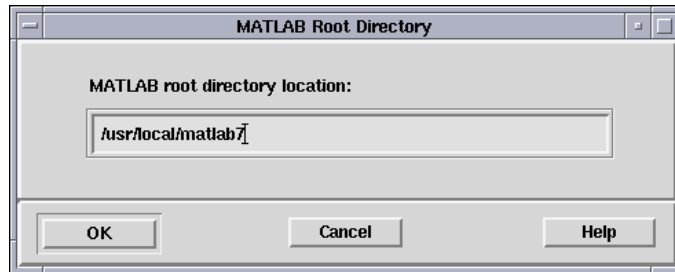 MATLAB Root Directory
MATLAB root directory location:
/usr/local/matlab7
OK Cancel Help